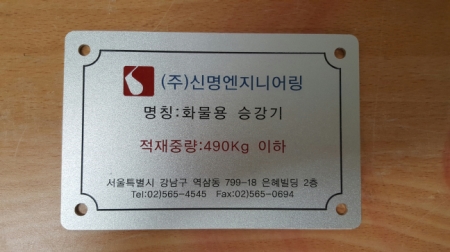 (주)신명엔지니어링
명칭:화물용 승강기
적재중량:490Kg 이하
서울특별시 강남구 역삼동 799-18 은혜빌딩 2층
Tel:02)565-4545 Fax:02)565-0694